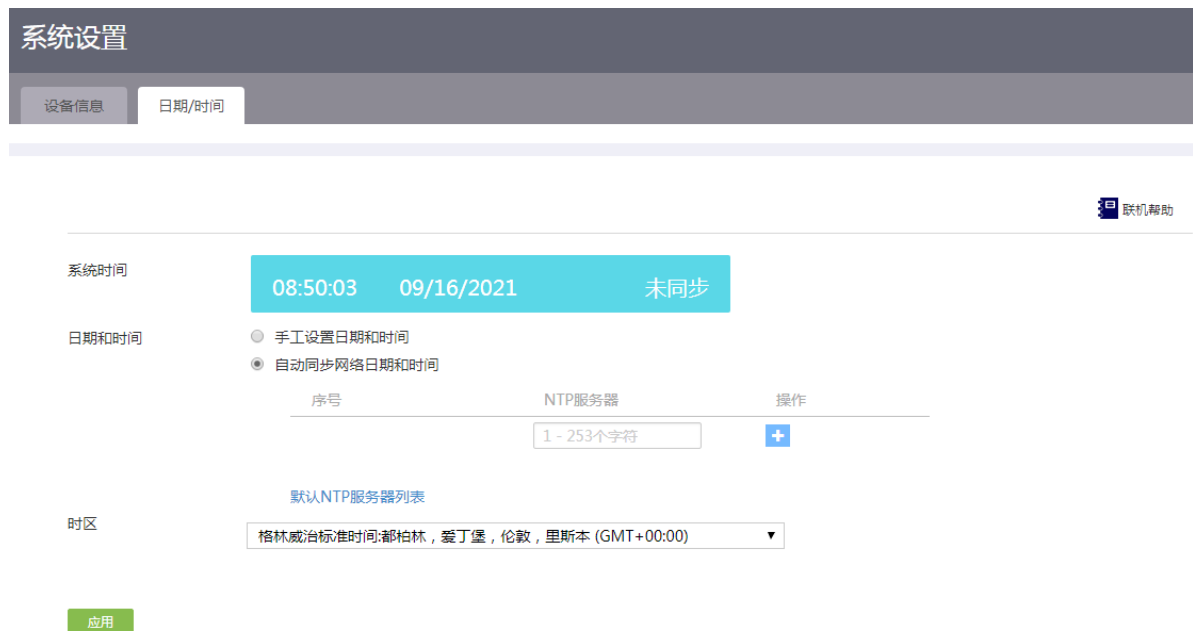 系统设置
设备信息 日期/时间
联机帮助
系统时间 08:50:03 09/16/2021 未同步
日期和时间 手工设置日期和时间
自动同步网络日期和时间
序号 NTP服务器 操作
1 - 253个字符
默认NTP服务器列表
时区 格林威治标准时间:都柏林，爱丁堡，伦敦，里斯本 (GMT+00:00)
应用